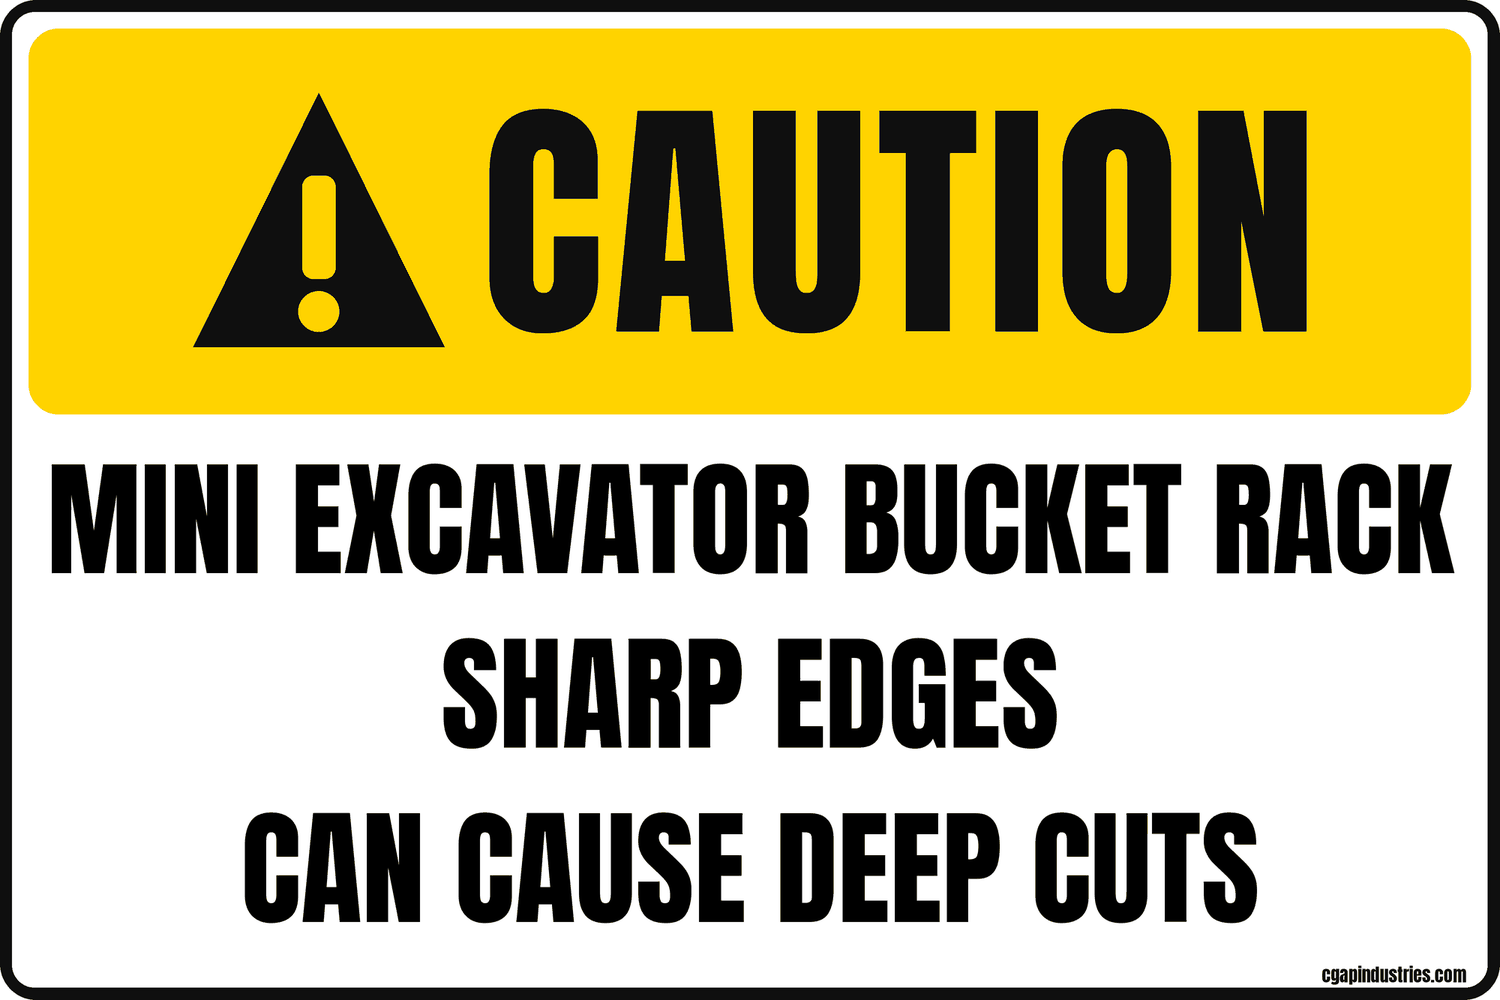 CAUTION
MINI EXCAVATOR BUCKET RACK
SHARP EDGES
CAN CAUSE DEEP CUTS
cgapindustries.com